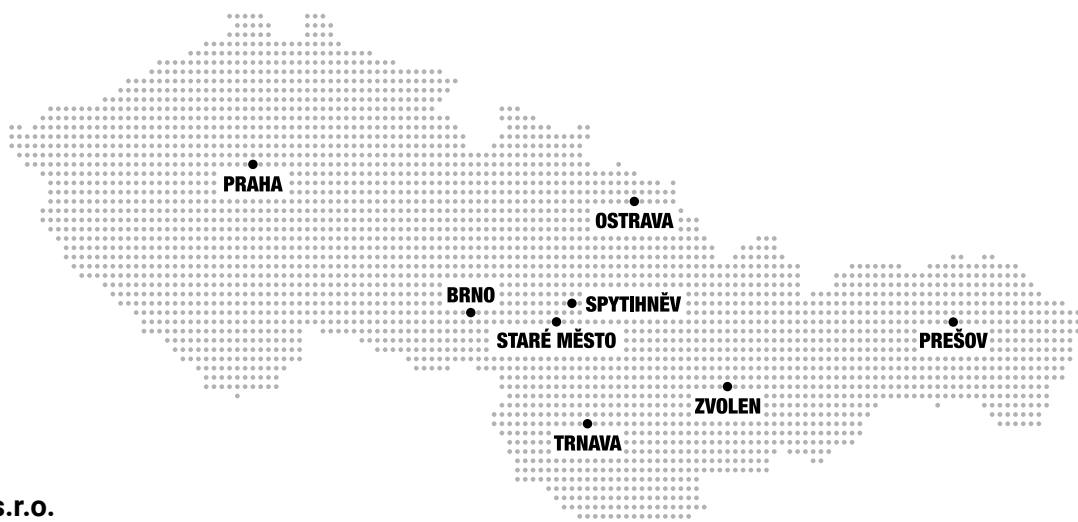 PRAHA
OSTRAVA
BRNO
SPYTIHNĚV
STARÉ MĚSTO
PREŠOV
ZVOLEN
TRNAVA
s.r.o.